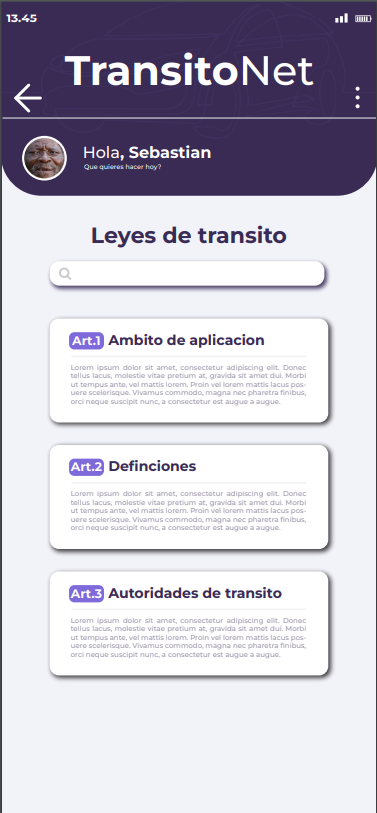 13.45
TransitoNet
Hola, Sebastian
Que quieres hacer hoy?
Leyes de transito
Art.1 Ambito de aplicacion
Lorem ipsum dolor sit amet, consectetur adipiscing elit. Donec
tellus lacus, molestie vitae pretium at, gravida sit amet dui. Morbi
ut tempus ante, vel mattis lorem. Proin vel lorem mattis lacus pos-
uere scelerisque. Vivamus commodo, magna nec pharetra finibus,
orci neque suscipit nunc, a consectetur est augue a augue.
Art.2 Definciones
Lorem ipsum dolor sit amet, consectetur adipiscing elit. Donec
tellus lacus, molestie vitae pretium at, gravida sit amet dui. Morbi
ut tempus ante, vel mattis lorem. Proin vel lorem mattis lacus pos-
uere scelerisque. Vivamus commodo, magna nec pharetra finibus,
orci neque suscipit nunc, a consectetur est augue a augue.
Art.3 Autoridades de transito
Lorem ipsum dolor sit amet, consectetur adipiscing elit. Donec
tellus lacus, molestie vitae pretium at, gravida sit amet dui. Morbi
ut tempus ante, vel mattis lorem. Proin vel lorem mattis lacus pos-
uere scelerisque. Vivamus commodo, magna nec pharetra finibus,
orci neque suscipit nunc, a consectetur est augue a augue.